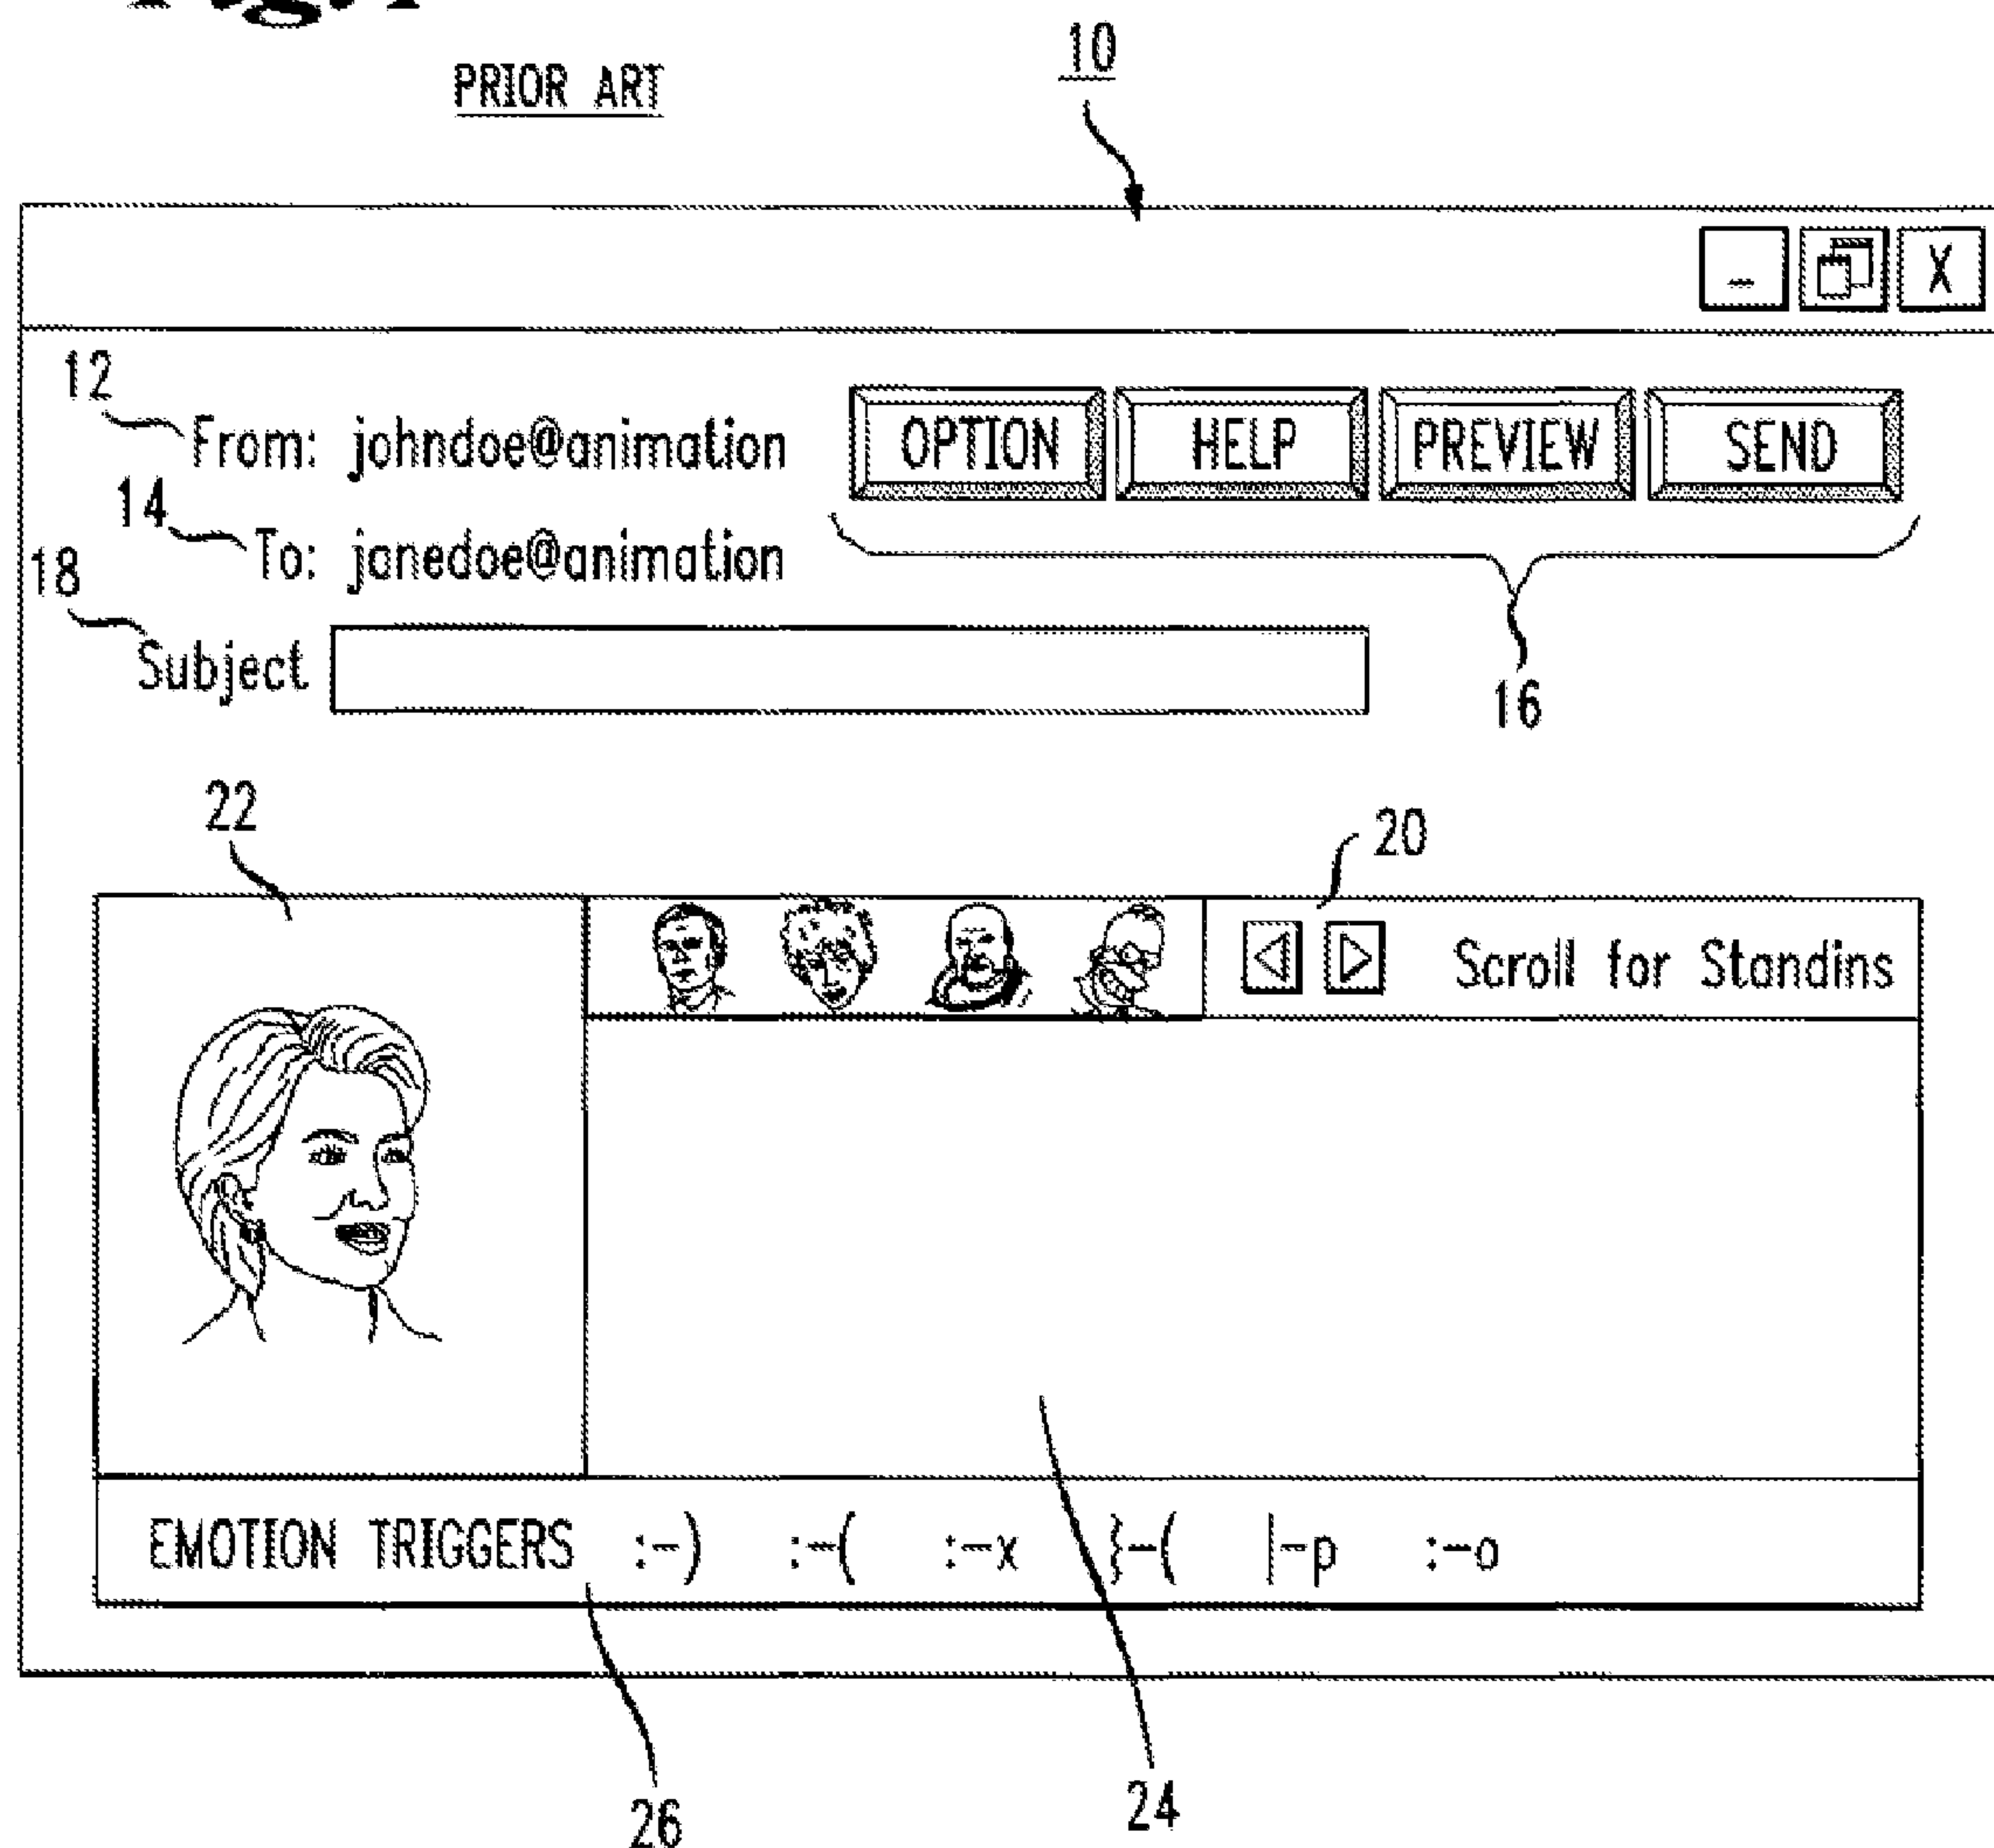 PRIOR ART
10
– X
12
From: johndoe@animation OPTION HELP PREVIEW SEND
14
To: janedoe@animation
18
Subject
16
22
20
Scroll for Standins
EMOTION TRIGGERS :-) :-( :-x }-( |-p :-o
24
26